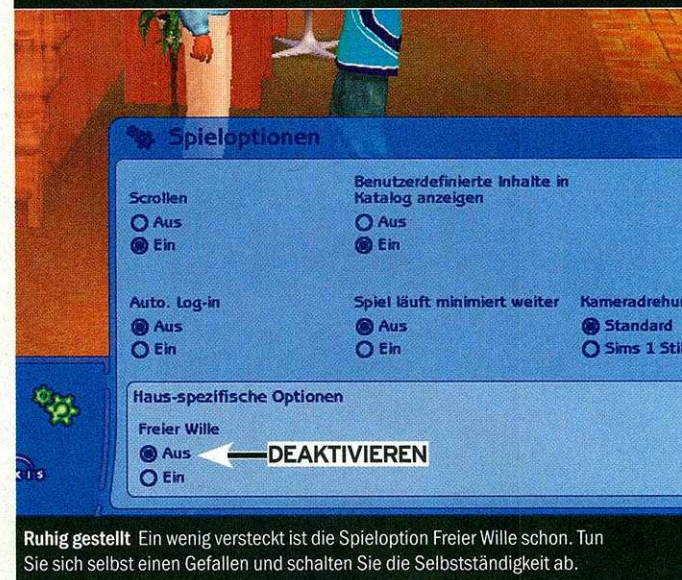 Spieloptionen
Scrollen
Aus
Ein
Benutzerdefinierte Inhalte in
Katalog anzeigen
Aus
Ein
Auto. Log-in
Aus
Ein
Spiel läuft minimiert weiter
Aus
Ein
Standard
Sims 1 Stil
Haus-spezifische Optionen
Freier Wille
Aus
DEAKTIVIEREN
Ein
Ruhig gestellt Ein wenig versteckt ist die Spieloption Freier Wille schon. Tun
Sie sich selbst einen Gefallen und schalten Sie die Selbstständigkeit ab.